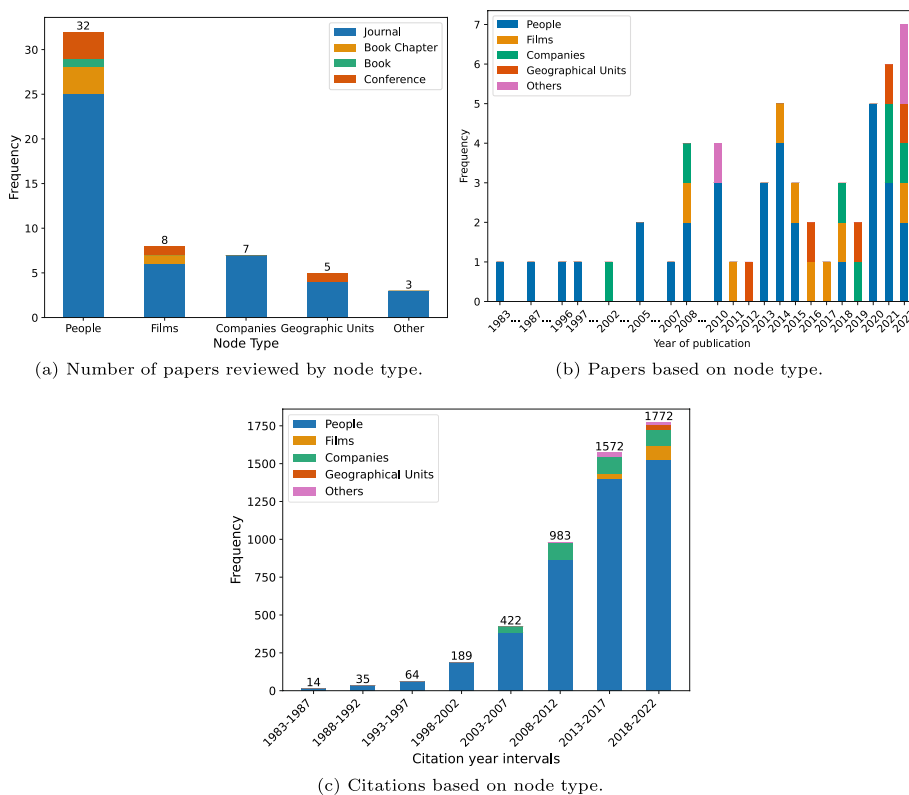 32
Journal
Book Chapter
Book
Conference
30
25
20
15
10
5
0
Frequency
8
7
5
3
People
Films
Companies
Geographic Units
Other
Node Type
(a) Number of papers reviewed by node type.
People
Films
Companies
Geographical Units
Others
7
6
5
4
3
2
1
0
Frequency
1983 ... 1987 ... 1996 1997 ... 2002 ... 2005 ... 2007 2008 ... 2010 2011 2012 2013 2014 2015 2016 2017 2018 2019 2020 2021
Year of publication
(b) Papers based on node type.
People
Films
Companies
Geographical Units
Others
1750
1500
1250
1000
750
500
250
0
Frequency
14
35
64
189
422
983
1572
1772
1983-1987
1988-1992
1993-1997
1998-2002
2003-2007
2008-2012
2013-2017
2018-2022
Citation year intervals
(c) Citations based on node type.